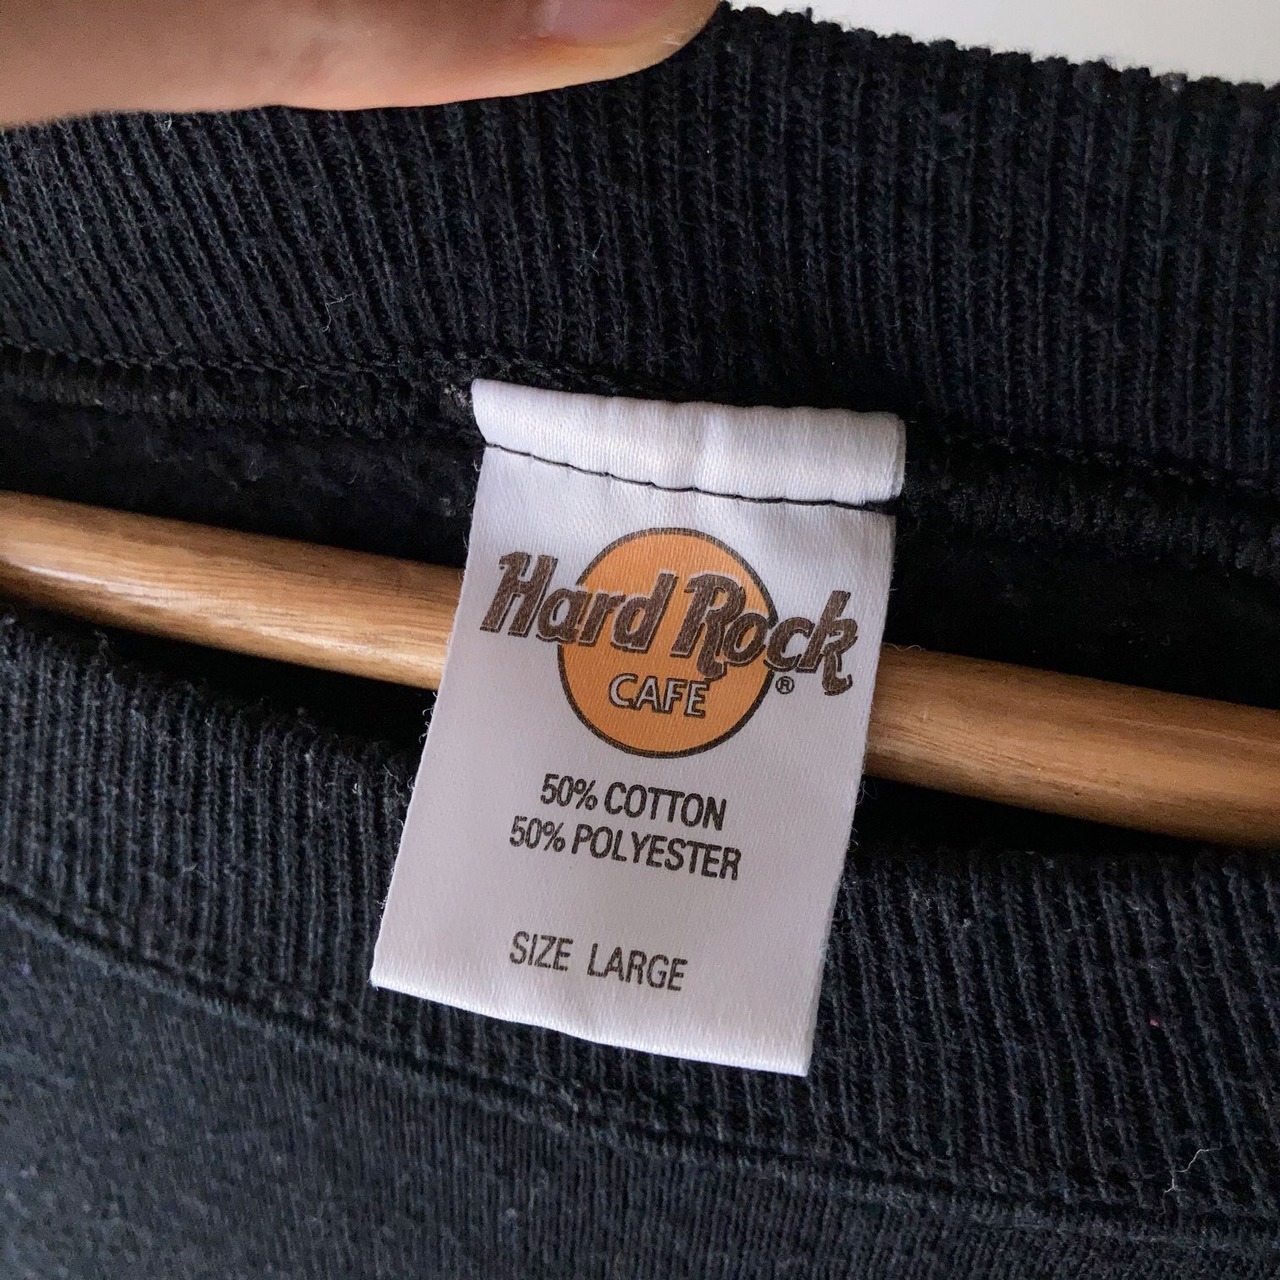 Hard Rock
CAFE ®
50% COTTON
50% POLYESTER
SIZE LARGE